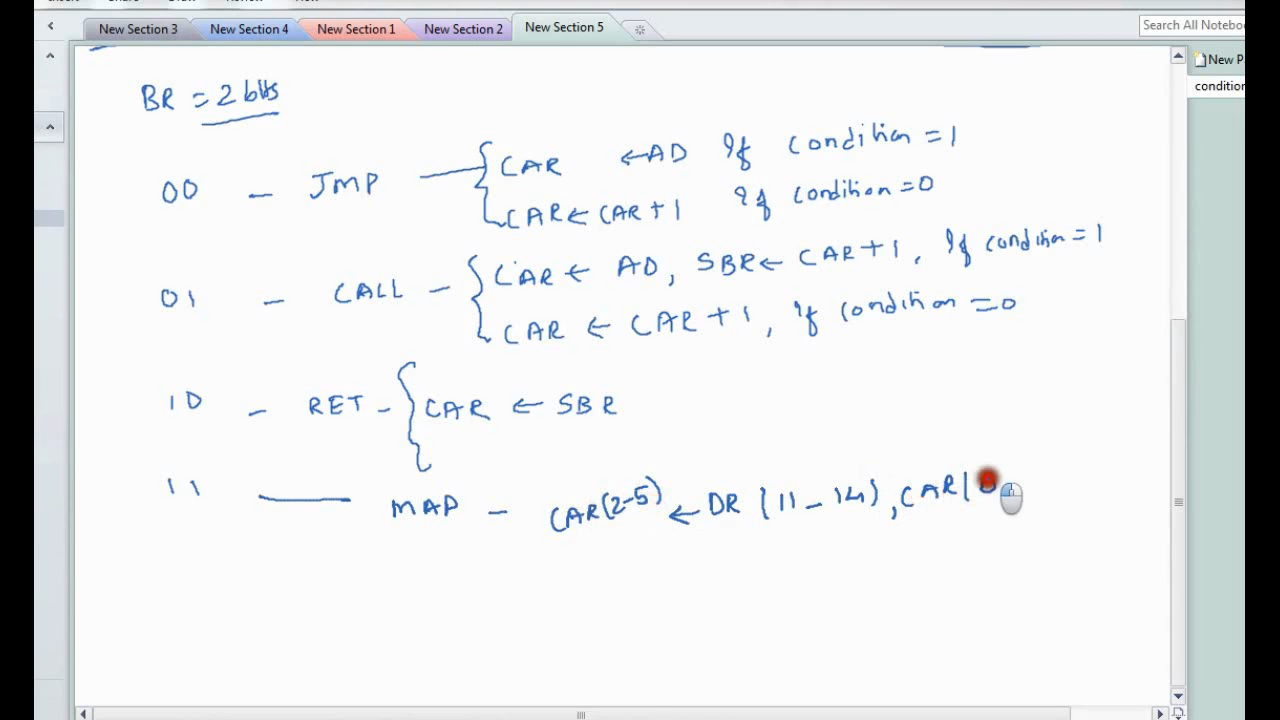 New Section 3 New Section 4 New Section 1 New Section 2 New Section 5 Search All Notebo
New P
condition
BR = 2 bits
00 - JMP { CAR ← AD If condition = 1
CAR ← CAR + 1 If condition = 0
01 - CALL - { CAR ← AD, SBR ← CAR + 1, If condition = 1
CAR ← CAR + 1, If condition = 0
10 - RET - { CAR ← SBR
11 — MAP - CAR(2-5) ← DR (11-14), CAR(